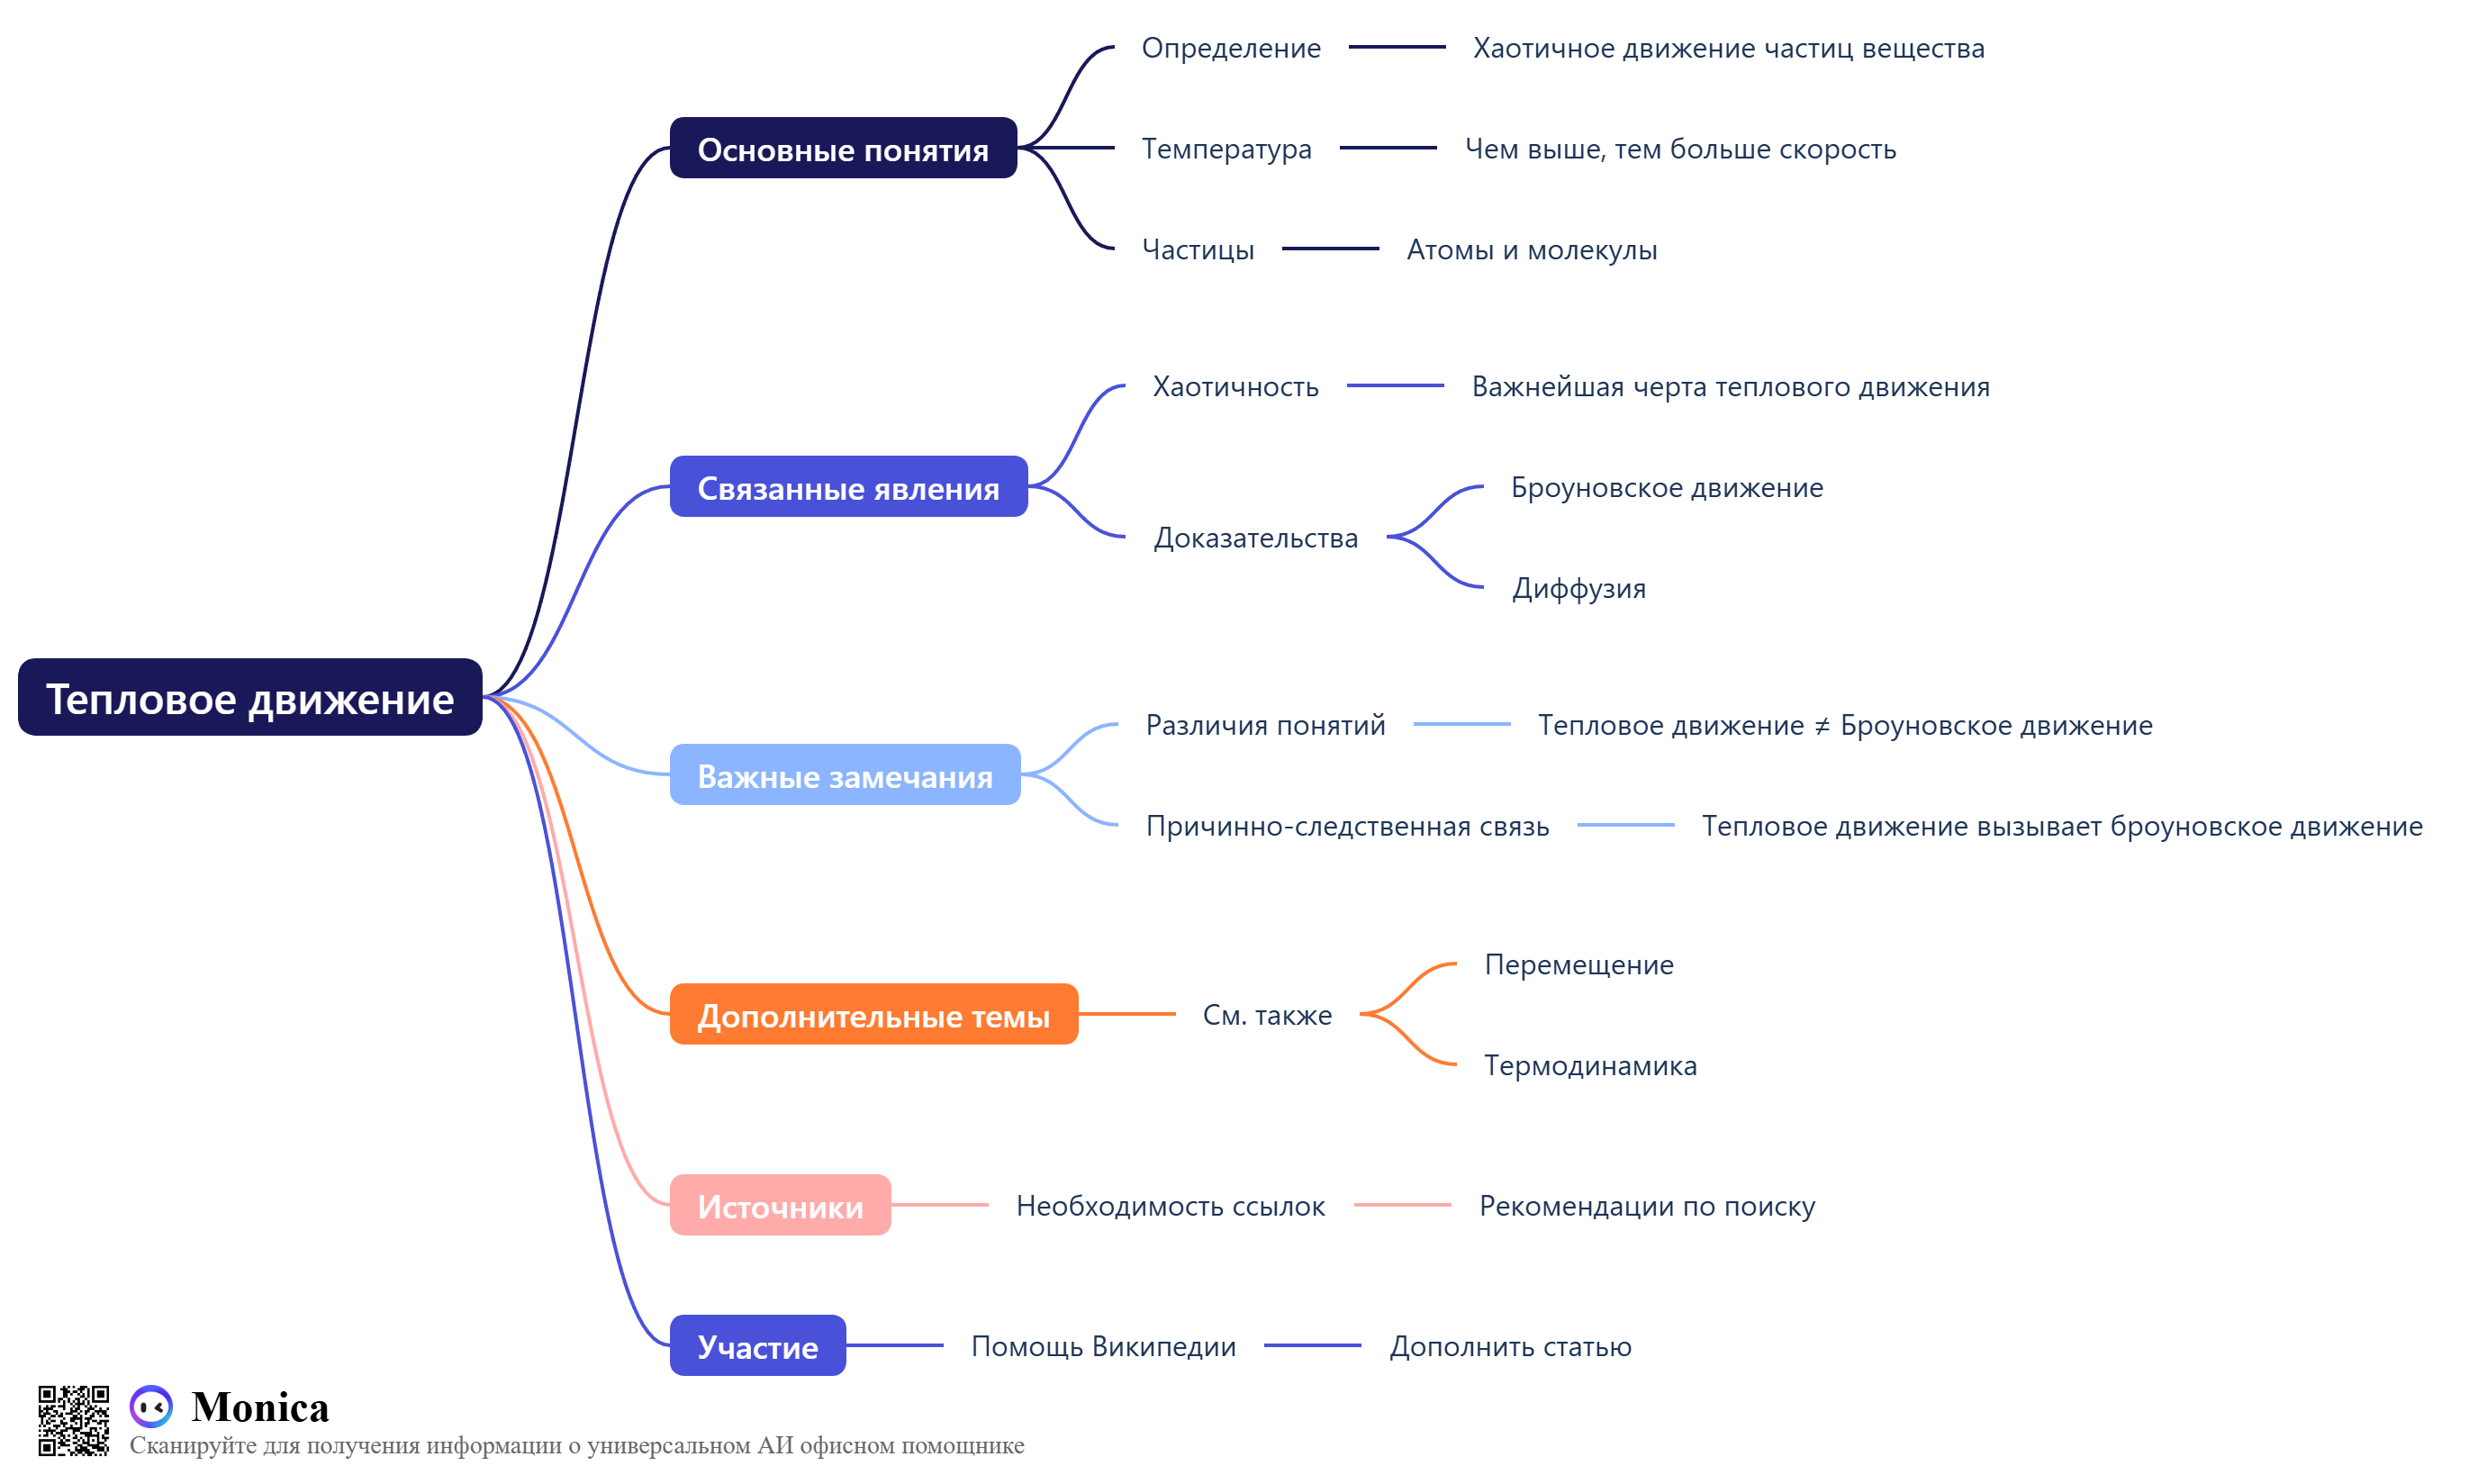 Тепловое движение
Основные понятия
Определение
Хаотичное движение частиц вещества
Температура
Чем выше, тем больше скорость
Частицы
Атомы и молекулы
Связанные явления
Хаотичность
Важнейшая черта теплового движения
Доказательства
Броуновское движение
Диффузия
Важные замечания
Различия понятий
Тепловое движение ≠ Броуновское движение
Причинно-следственная связь
Тепловое движение вызывает броуновское движение
Дополнительные темы
См. также
Перемещение
Термодинамика
Источники
Необходимость ссылок
Рекомендации по поиску
Участие
Помощь Википедии
Дополнить статью
Monica
Сканируйте для получения информации о универсальном АИ офисном помощнике